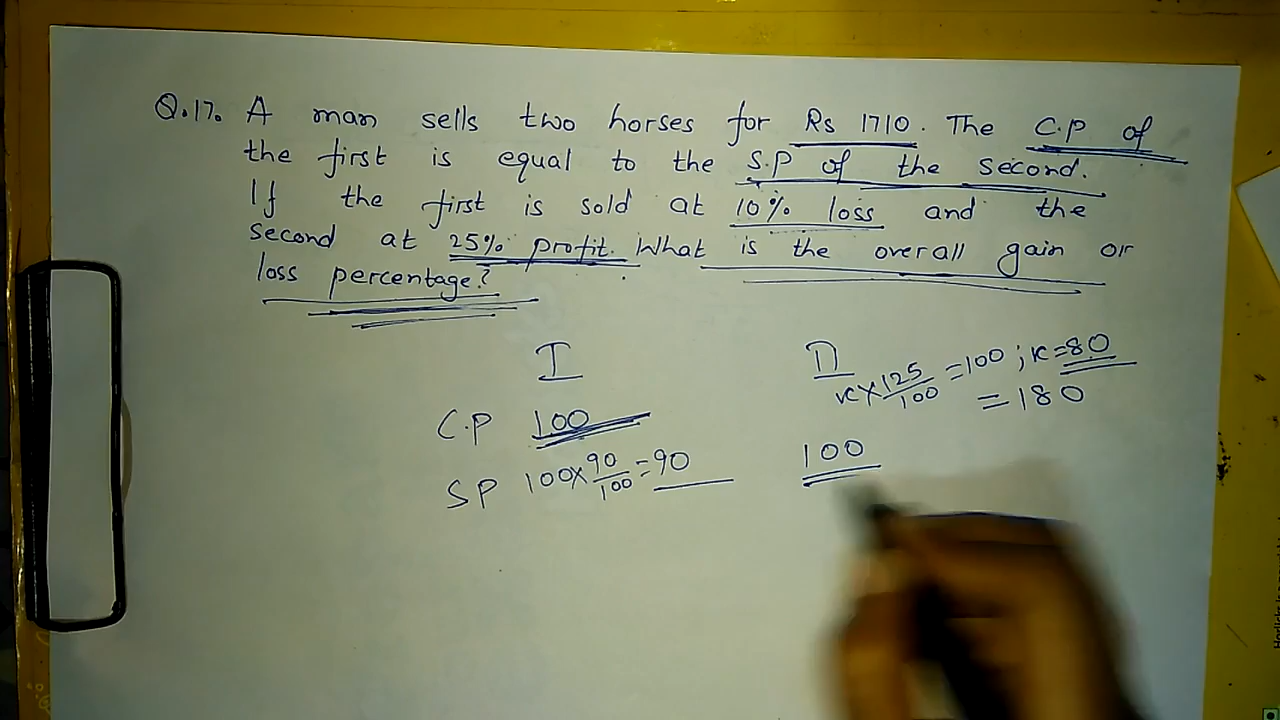 Q.17. A man sells two horses for Rs 1710. The C.P of
the first is equal to the S.P of the second.
If the first is sold at 10% loss and the
second at 25% profit. What is the overall gain or
loss percentage?
I II
x×125/100=100; x=80
=180
C.P 100
SP 100×90/100=90 100